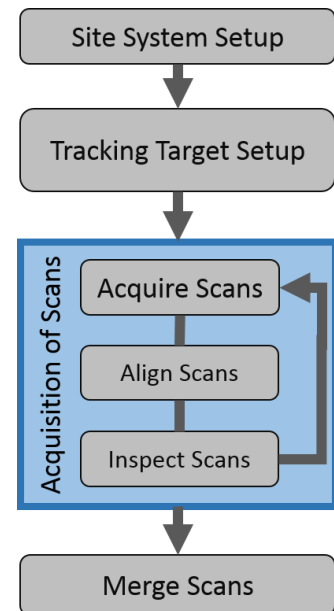 Site System Setup
Tracking Target Setup
Acquisition of Scans
Acquire Scans
Align Scans
Inspect Scans
Merge Scans